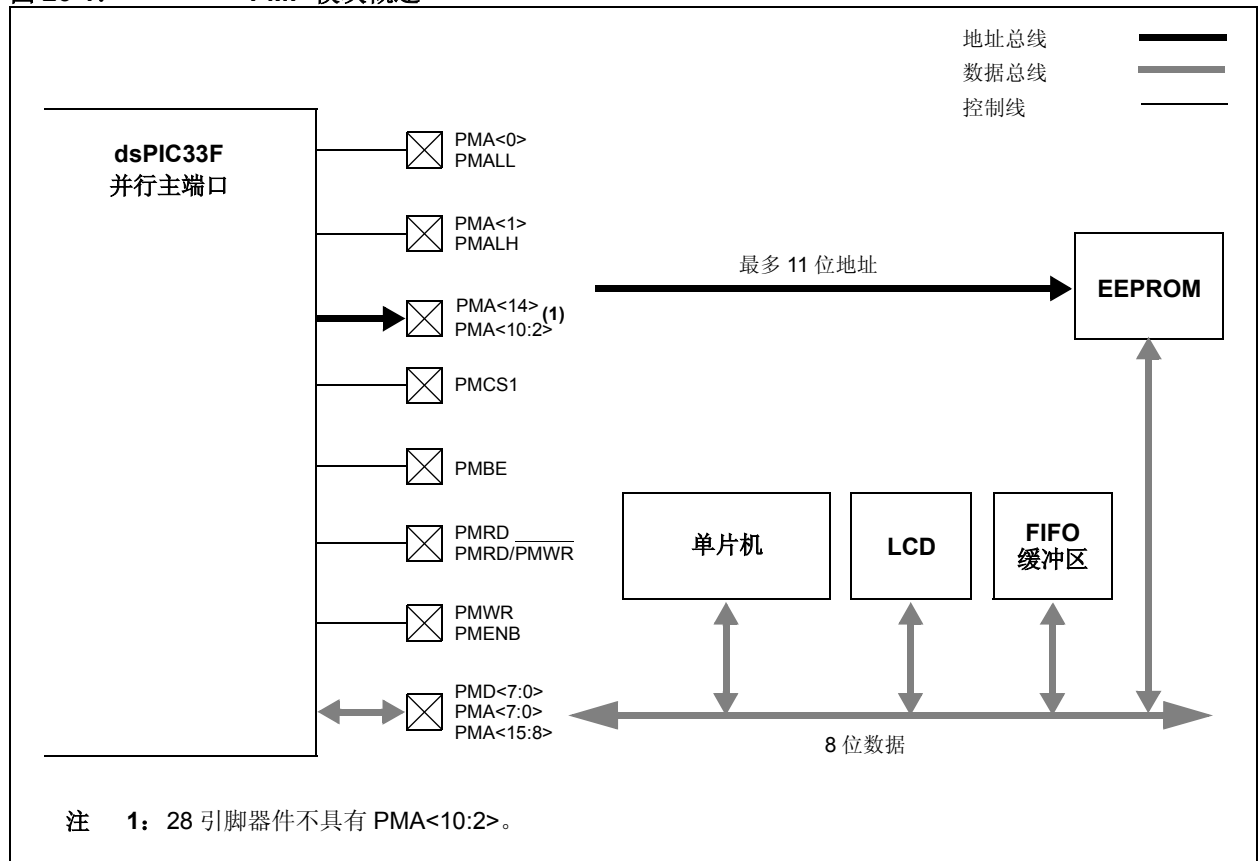 地址总线
数据总线
控制线
dsPIC33F
并行主端口
PMA<0>
PMALL
PMA<1>
PMALH
PMA<14>(1)
PMA<10:2>
PMCS1
PMBE
PMRD
PMRD/PMWR
PMWR
PMENB
PMD<7:0>
PMA<7:0>
PMA<15:8>
最多 11 位地址
EEPROM
单片机
LCD
FIFO
缓冲区
8 位数据
注 1：28 引脚器件不具有 PMA<10:2>。